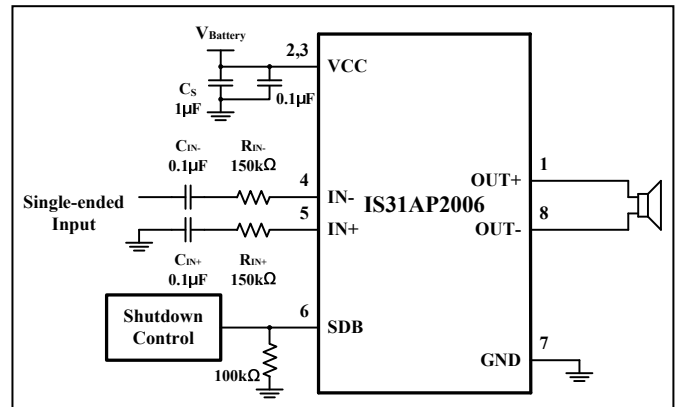 VBattery
2,3
VCC
CS
1µF
0.1µF
CIN-
0.1µF
RIN-
150kΩ
4
IN-
Single-ended
Input
5
IN+
CIN+
0.1µF
RIN+
150kΩ
IS31AP2006
OUT+
1
OUT-
8
Shutdown
Control
6
SDB
100kΩ
GND
7